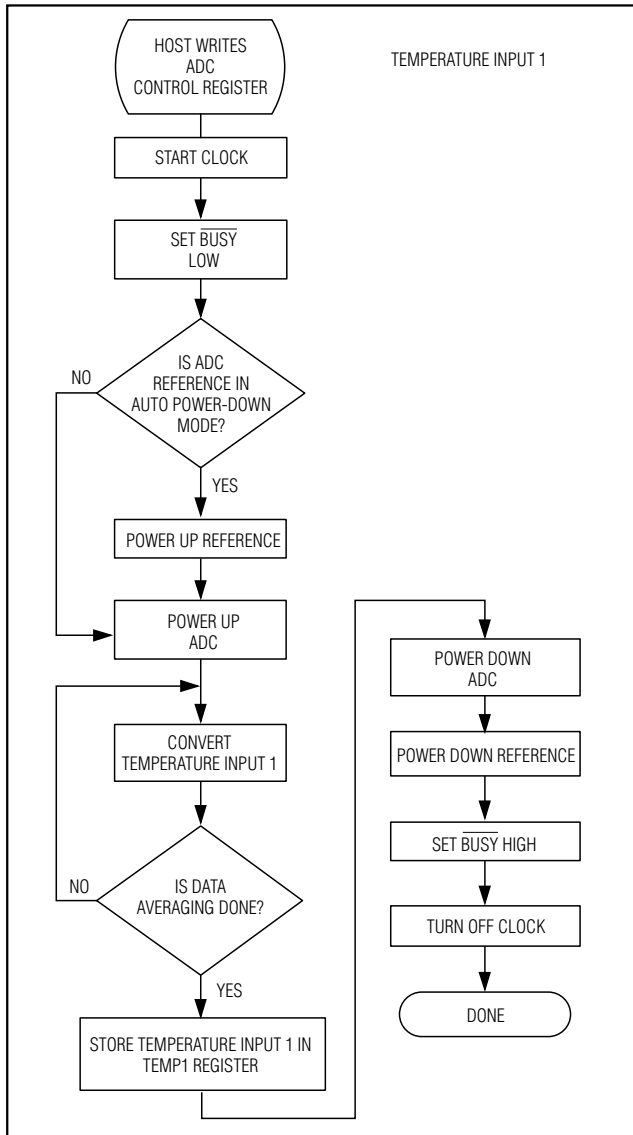 HOST WRITES
ADC
CONTROL REGISTER
TEMPERATURE INPUT 1
START CLOCK
SET B̅U̅S̅Y̅
LOW
IS ADC
REFERENCE IN
AUTO POWER-DOWN
MODE?
NO
YES
POWER UP REFERENCE
POWER UP
ADC
CONVERT
TEMPERATURE INPUT 1
IS DATA
AVERAGING DONE?
NO
YES
STORE TEMPERATURE INPUT 1 IN
TEMP1 REGISTER
POWER DOWN
ADC
POWER DOWN REFERENCE
SET B̅U̅S̅Y̅ HIGH
TURN OFF CLOCK
DONE